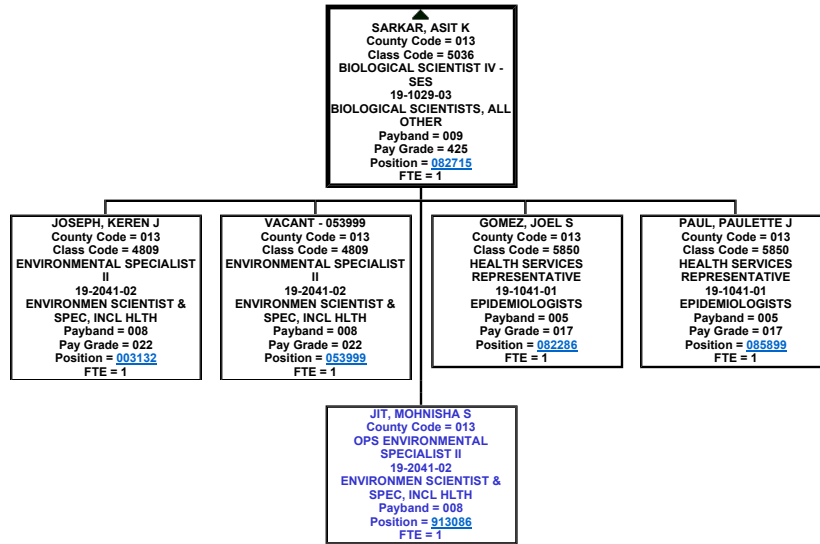 SARKAR, ASIT K
County Code = 013
Class Code = 5036
BIOLOGICAL SCIENTIST IV -
SES
19-1029-03
BIOLOGICAL SCIENTISTS, ALL
OTHER
Payband = 009
Pay Grade = 425
Position = 082715
FTE = 1
JOSEPH, KEREN J
County Code = 013
Class Code = 4809
ENVIRONMENTAL SPECIALIST
II
19-2041-02
ENVIRONMEN SCIENTIST &
SPEC, INCL HLTH
Payband = 008
Pay Grade = 022
Position = 003132
FTE = 1
VACANT - 053999
County Code = 013
Class Code = 4809
ENVIRONMENTAL SPECIALIST
II
19-2041-02
ENVIRONMEN SCIENTIST &
SPEC, INCL HLTH
Payband = 008
Pay Grade = 022
Position = 053999
FTE = 1
GOMEZ, JOEL S
County Code = 013
Class Code = 5850
HEALTH SERVICES
REPRESENTATIVE
19-1041-01
EPIDEMIOLOGISTS
Payband = 005
Pay Grade = 017
Position = 082286
FTE = 1
PAUL, PAULETTE J
County Code = 013
Class Code = 5850
HEALTH SERVICES
REPRESENTATIVE
19-1041-01
EPIDEMIOLOGISTS
Payband = 005
Pay Grade = 017
Position = 085899
FTE = 1
JIT, MOHNISHA S
County Code = 013
OPS ENVIRONMENTAL
SPECIALIST II
19-2041-02
ENVIRONMEN SCIENTIST &
SPEC, INCL HLTH
Payband = 008
Position = 913086
FTE = 1